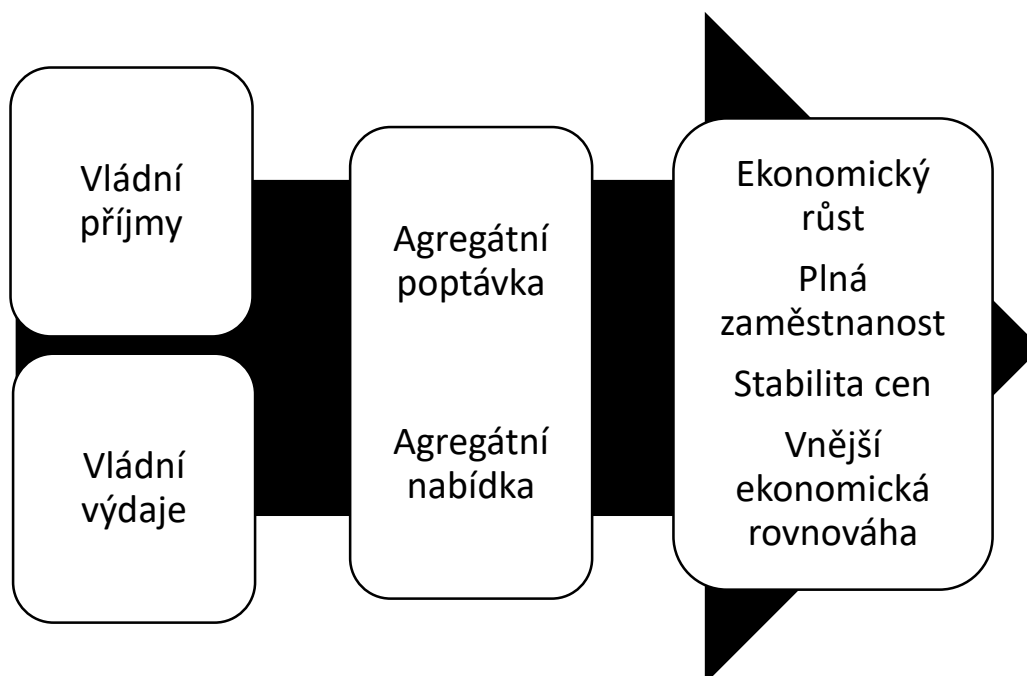 Vládní
příjmy
Vládní
výdaje
Agregátní
poptávka
Agregátní
nabídka
Ekonomický
růst
Plná
zaměstnanost
Stabilita cen
Vnější
ekonomická
rovnováha